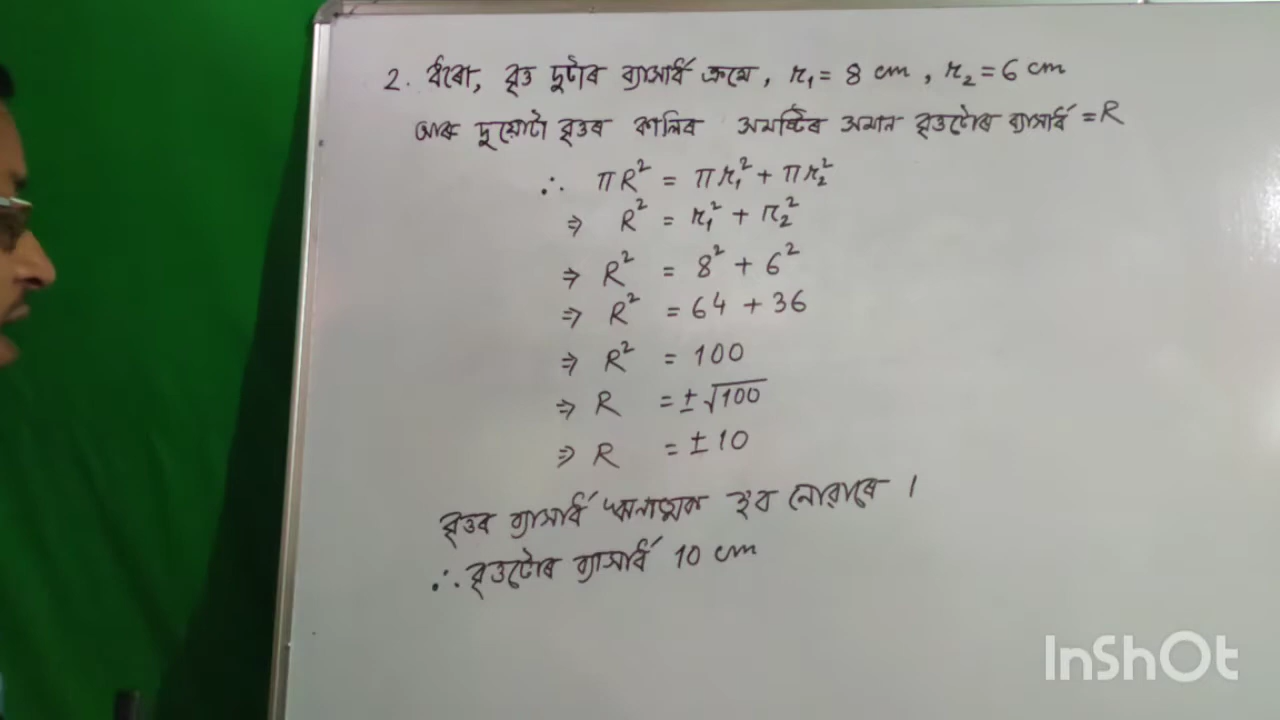 2. ধৰো, বৃত্ত দুটাৰ ব্যাসাৰ্ধ ক্ৰমে, r₁ = 8 cm, r₂ = 6 cm
আৰু দুয়োটা বৃত্তৰ কালিৰ সমষ্টিৰ সমান বৃত্তটোৰ ব্যাসাৰ্ধ = R
∴ πR² = πr₁² + πr₂²
⇒ R² = r₁² + r₂²
⇒ R² = 8² + 6²
⇒ R² = 64 + 36
⇒ R² = 100
⇒ R = ±√100
⇒ R = ±10
বৃত্তৰ ব্যাসাৰ্ধ ঋনাত্মক হ'ব নোৱাৰে ।
∴ বৃত্তটোৰ ব্যাসাৰ্ধ 10 cm
InShOt